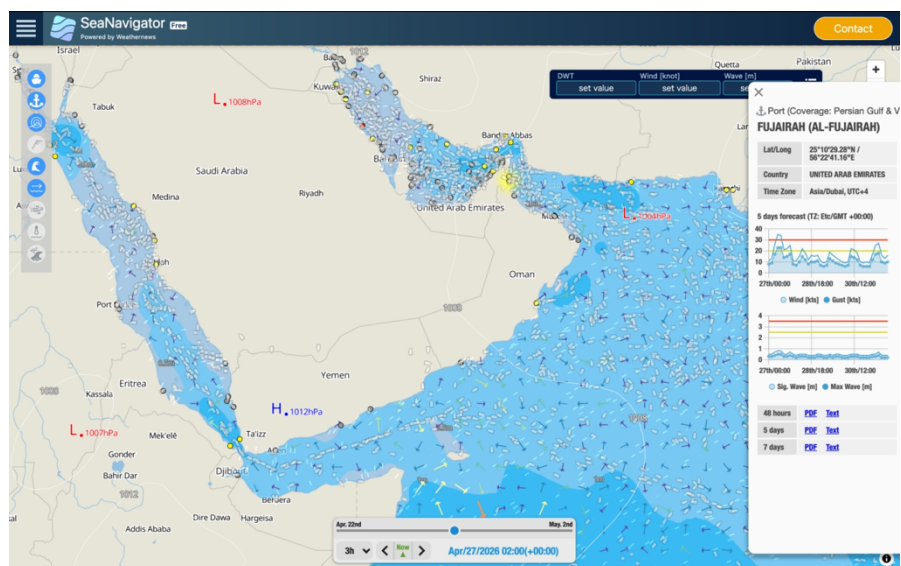 SeaNavigator Free
Powered by Weathernews
Contact
Israel
1012
Quetta
Pakistan
Shiraz
DWT
Wind [knot]
Wave [m]
set value
set value
Tabuk
L 1008hPa
Bandar Abbas
Saudi Arabia
Medina
Riyadh
United Arab Emirates
L 1004hPa
Oman
1008
Yemen
Eritrea
1008
Kassala
H 1012hPa
L 1007hPa
Mek'elē
Ta'izz
Gonder
Bahir Dar
Djibouti
1012
Berbera
Dire Dawa
Hargeisa
Addis Ababa
Port (Coverage: Persian Gulf & V
FUJAIRAH (AL-FUJAIRAH)
Lat/Long
25°10'29.28"N /
56°22'41.16"E
Country
UNITED ARAB EMIRATES
Time Zone
Asia/Dubai, UTC+4
5 days forecast (TZ: Etc/GMT +00:00)
40
30
20
10
0
27th/00:00
28th/18:00
30th/12:00
Wind [kts]
Gust [kts]
4
3
2
1
0
27th/00:00
28th/18:00
30th/12:00
Sig. Wave [m]
Max Wave [m]
48 hours PDF Text
5 days PDF Text
7 days PDF Text
Apr. 22nd
May. 2nd
3h
Now
Apr/27/2026 02:00(+00:00)